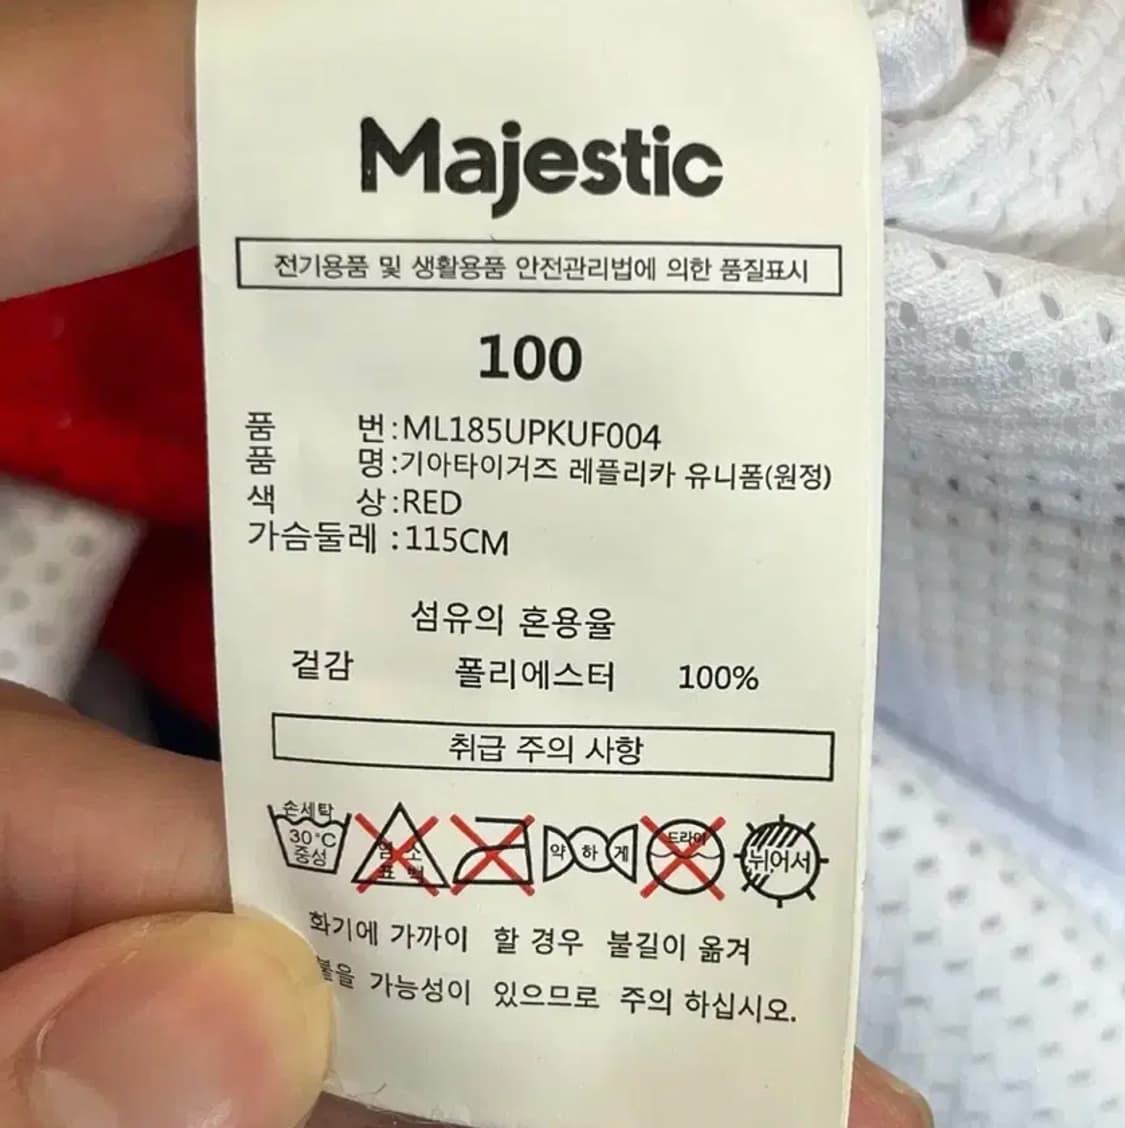 Majestic
전기용품 및 생활용품 안전관리법에 의한 품질표시
100
품 번:ML185UPKUF004
품 명:기아타이거즈 레플리카 유니폼(원정)
색 상:RED
가슴둘레 :115CM
섬유의 혼용율
겉감 폴리에스터 100%
취급 주의 사항
손세탁
30°C
중성
염 소
표 백
약 하 게
드라이
뉘어서
화기에 가까이 할 경우 불길이 옮겨
붙을 가능성이 있으므로 주의 하십시오.